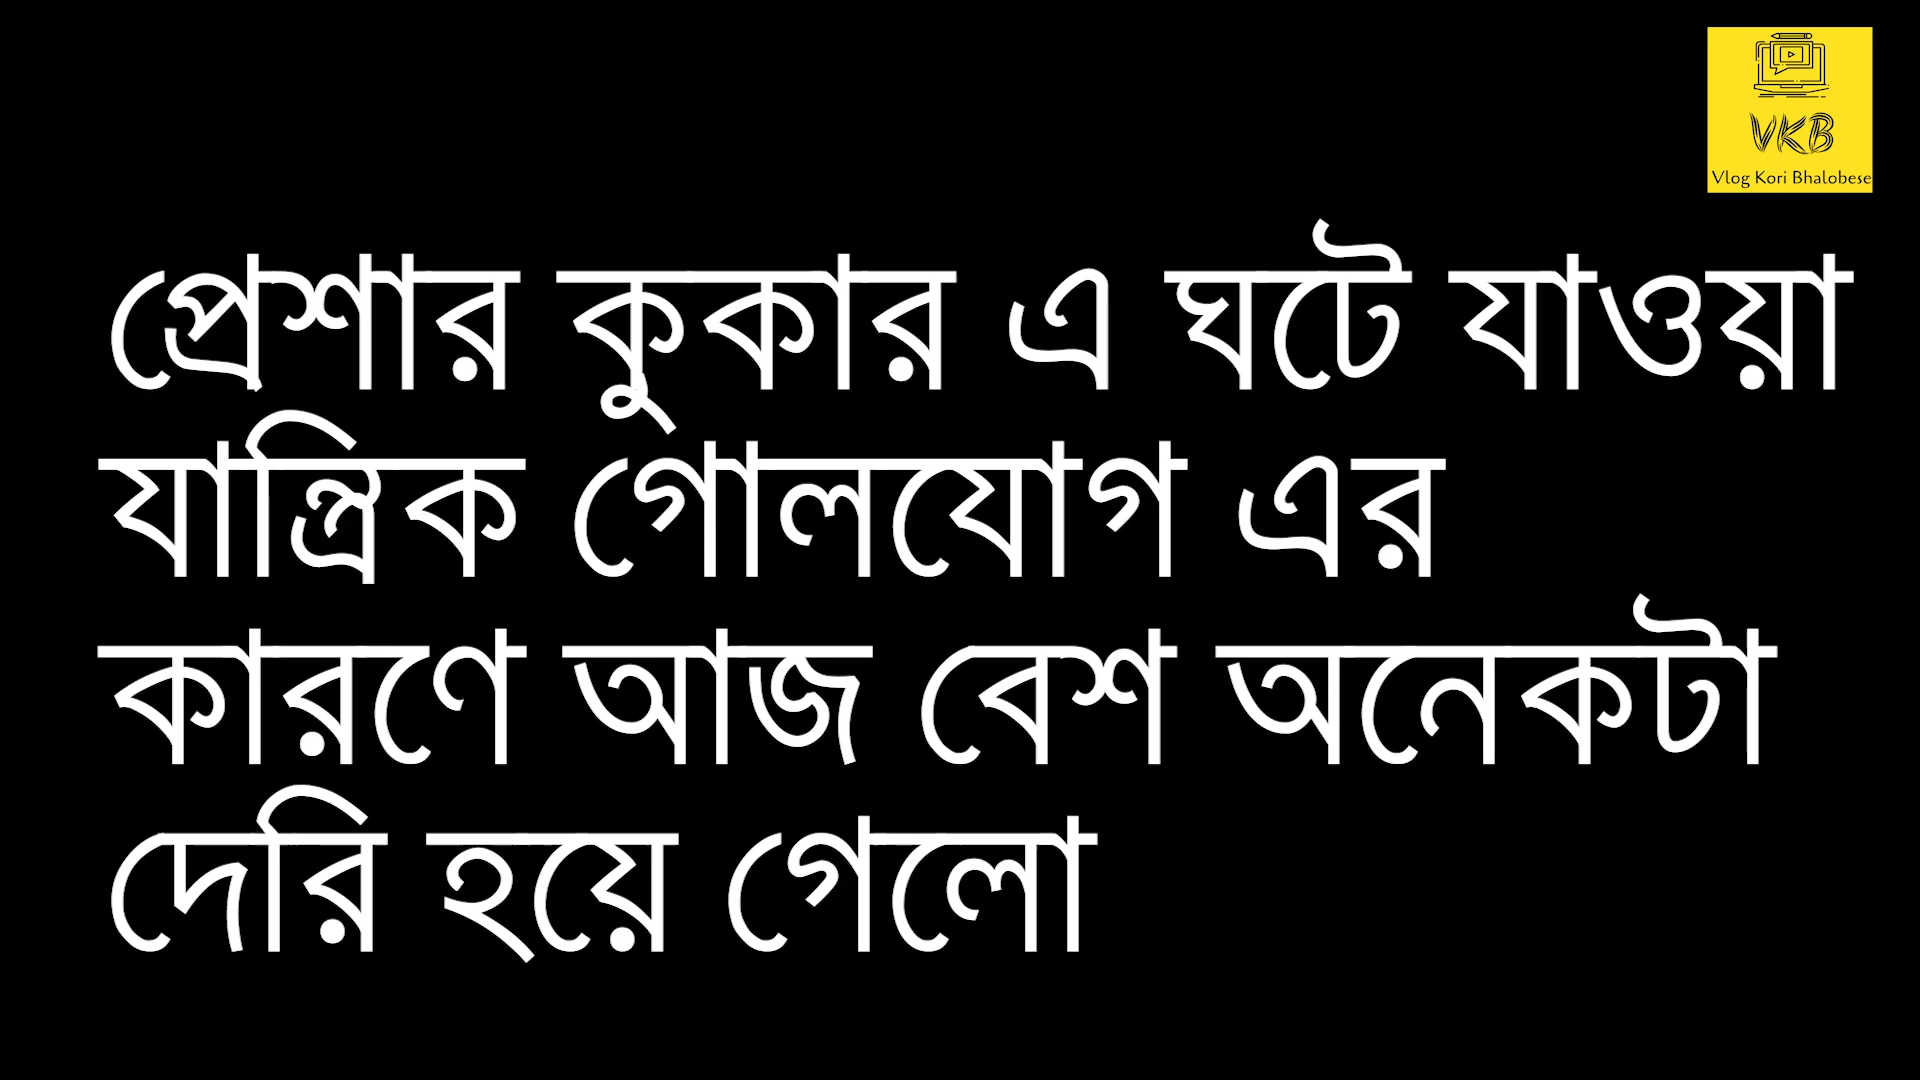 VKB
Vlog Kori Bhalobese
প্রেশার কুকার এ ঘটে যাওয়া
যান্ত্রিক গোলযোগ এর
কারণে আজ বেশ অনেকটা
দেরি হয়ে গেলো